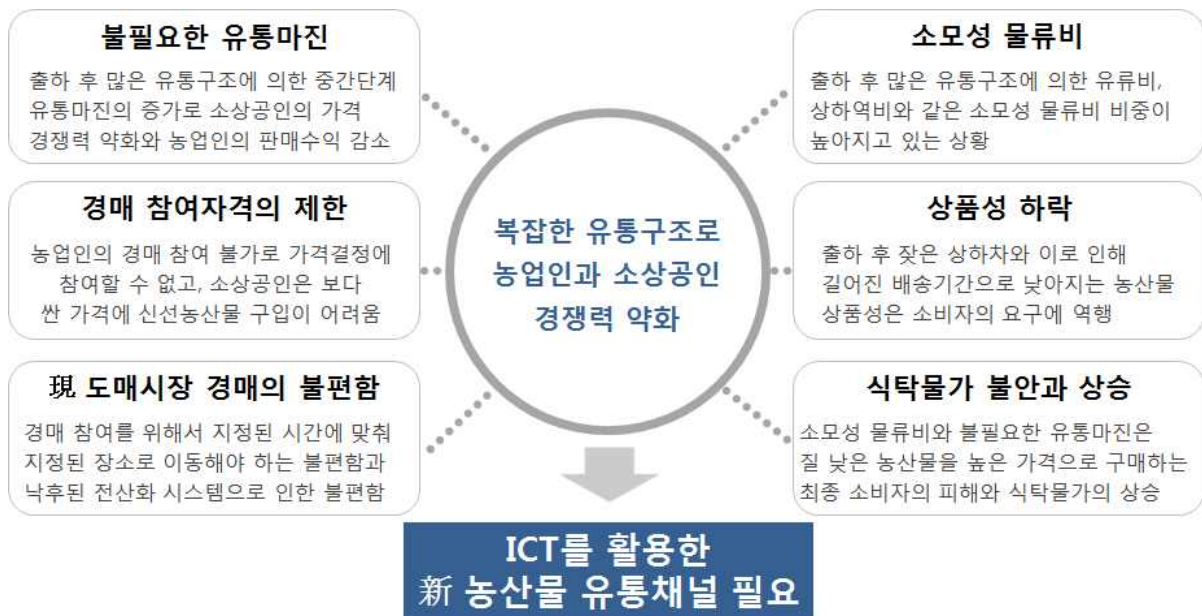 불필요한 유통마진
출하 후 많은 유통구조에 의한 중간단계
유통마진의 증가로 소상공인의 가격
경쟁력 약화와 농업인의 판매수익 감소
소모성 물류비
출하 후 많은 유통구조에 의한 유류비,
상하역비와 같은 소모성 물류비 비중이
높아지고 있는 상황
경매 참여자격의 제한
농업인의 경매 참여 불가로 가격결정에
참여할 수 없고, 소상공인은 보다
싼 가격에 신선농산물 구입이 어려움
복잡한 유통구조로
농업인과 소상공인
경쟁력 약화
상품성 하락
출하 후 잦은 상하차와 이로 인해
길어진 배송기간으로 낮아지는 농산물
상품성은 소비자의 요구에 역행
現 도매시장 경매의 불편함
경매 참여를 위해서 지정된 시간에 맞춰
지정된 장소로 이동해야 하는 불편함과
낙후된 전산화 시스템으로 인한 불편함
식탁물가 불안과 상승
소모성 물류비와 불필요한 유통마진은
질 낮은 농산물을 높은 가격으로 구매하는
최종 소비자의 피해와 식탁물가의 상승
ICT를 활용한
新 농산물 유통채널 필요